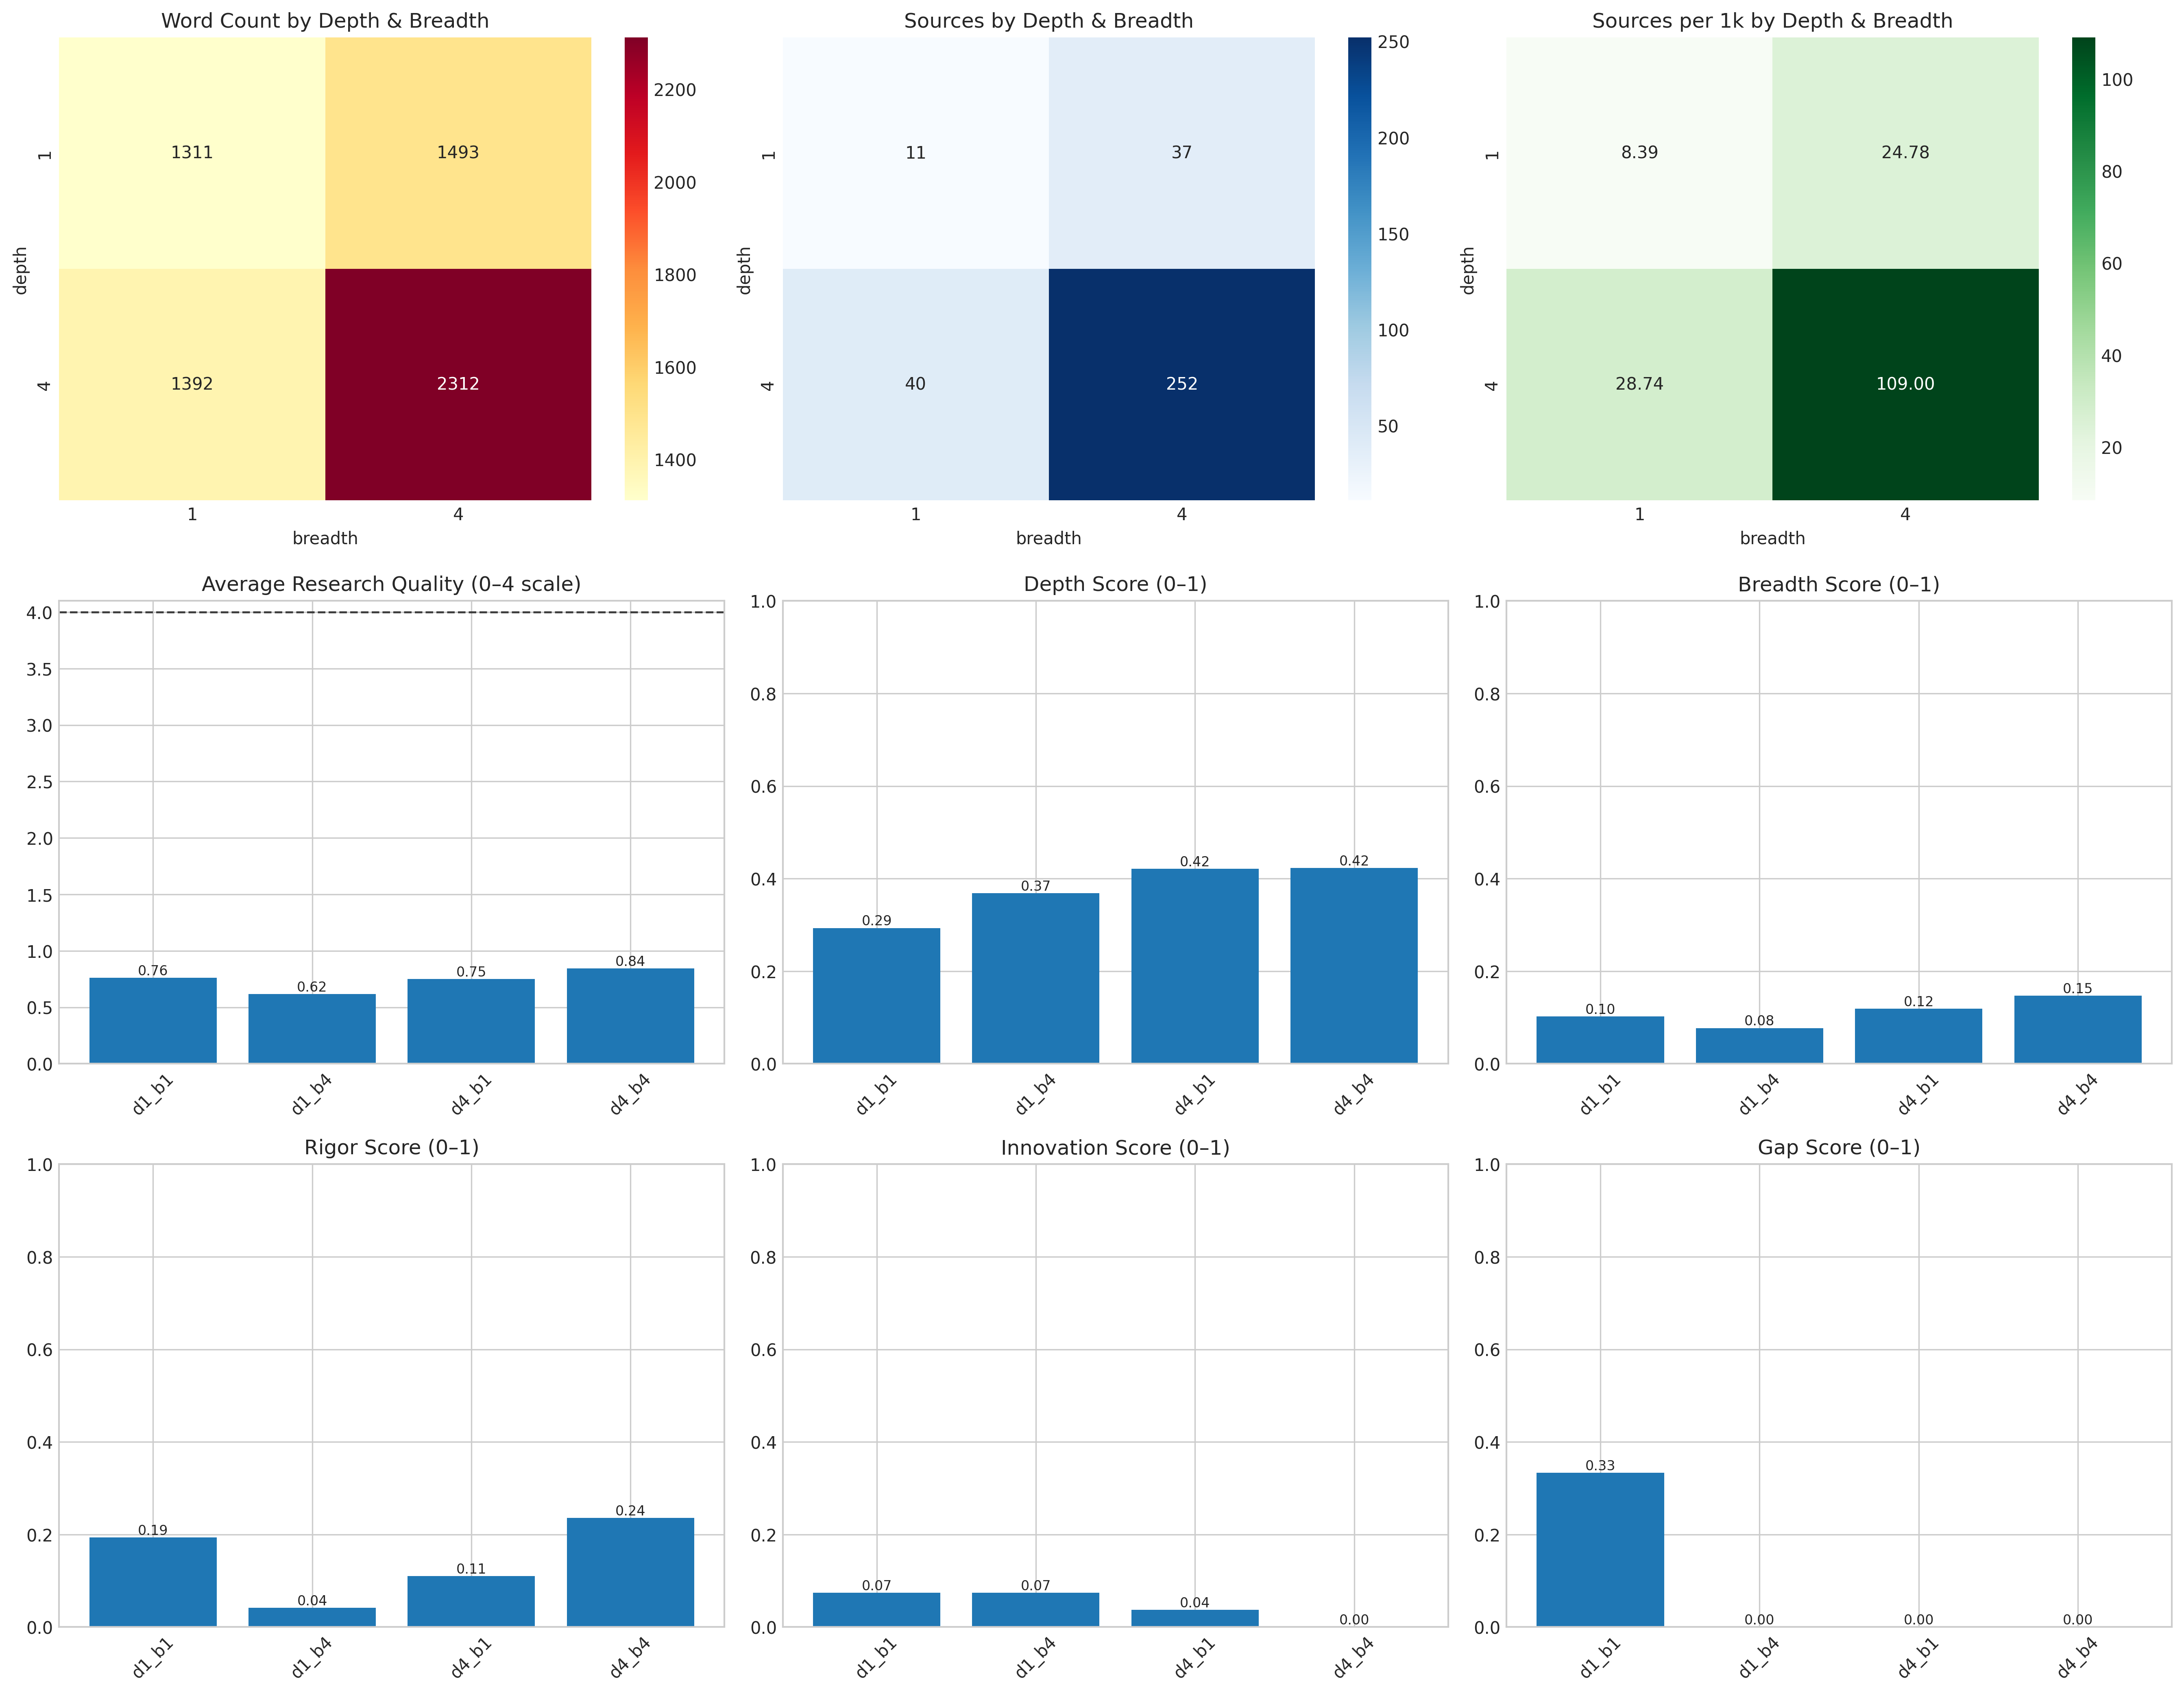 Word Count by Depth & Breadth
1311
1493
1392
2312
1
4
depth
1
4
breadth
2200
2000
1800
1600
1400
Sources by Depth & Breadth
11
37
40
252
1
4
depth
1
4
breadth
250
200
150
100
50
Sources per 1k by Depth & Breadth
8.39
24.78
28.74
109.00
1
4
depth
1
4
breadth
100
80
60
40
20
Average Research Quality (0–4 scale)
4.0
3.5
3.0
2.5
2.0
1.5
1.0
0.5
0.0
0.76
0.62
0.75
0.84
d1_b1
d1_b4
d4_b1
d4_b4
Depth Score (0–1)
1.0
0.8
0.6
0.4
0.2
0.0
0.29
0.37
0.42
0.42
d1_b1
d1_b4
d4_b1
d4_b4
Breadth Score (0–1)
1.0
0.8
0.6
0.4
0.2
0.0
0.10
0.08
0.12
0.15
d1_b1
d1_b4
d4_b1
d4_b4
Rigor Score (0–1)
1.0
0.8
0.6
0.4
0.2
0.0
0.19
0.04
0.11
0.24
d1_b1
d1_b4
d4_b1
d4_b4
Innovation Score (0–1)
1.0
0.8
0.6
0.4
0.2
0.0
0.07
0.07
0.04
0.00
d1_b1
d1_b4
d4_b1
d4_b4
Gap Score (0–1)
1.0
0.8
0.6
0.4
0.2
0.0
0.33
0.00
0.00
0.00
d1_b1
d1_b4
d4_b1
d4_b4